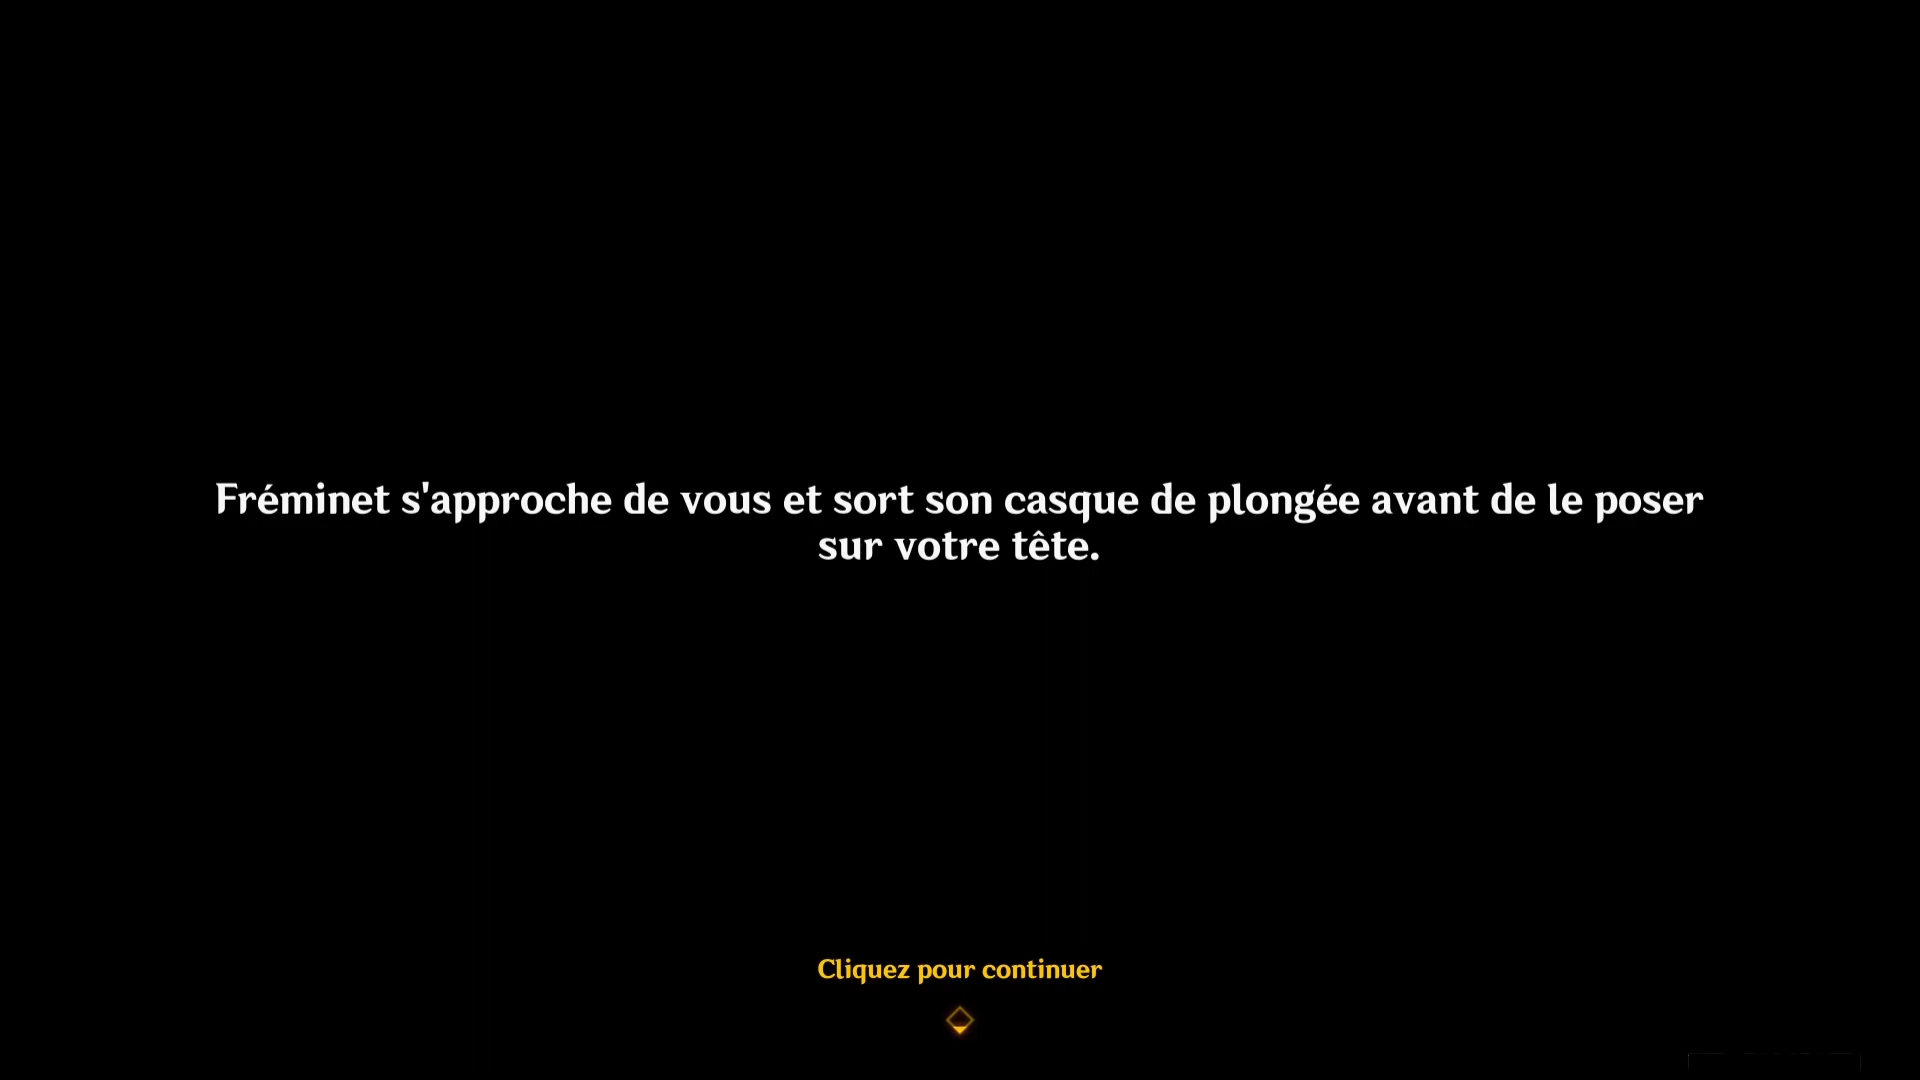 Fréminet s'approche de vous et sort son casque de plongée avant de le poser
sur votre tête.
Cliquez pour continuer